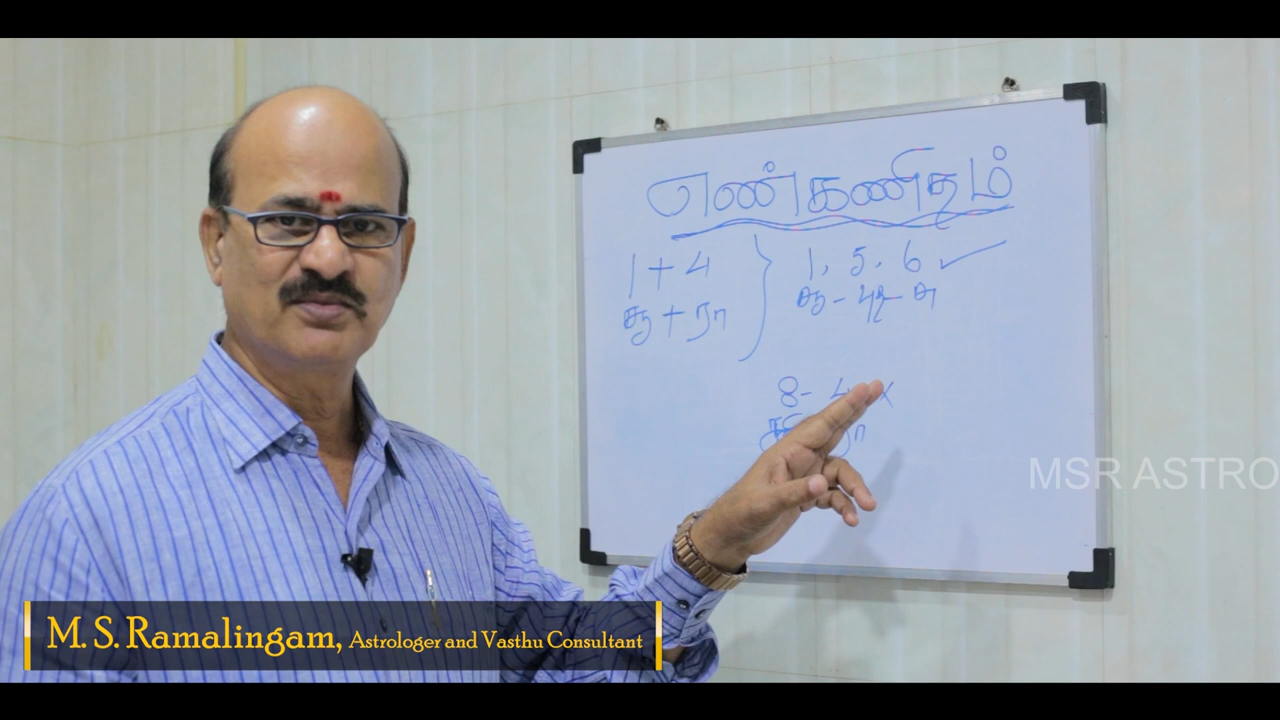 எண்கணிதம்
1 + 4 } 1, 5, 6 ✓
சூ + ரா
சூ - பு - சு
8 - 4 x
MSR ASTRO
M. S. Ramalingam, Astrologer and Vasthu Consultant